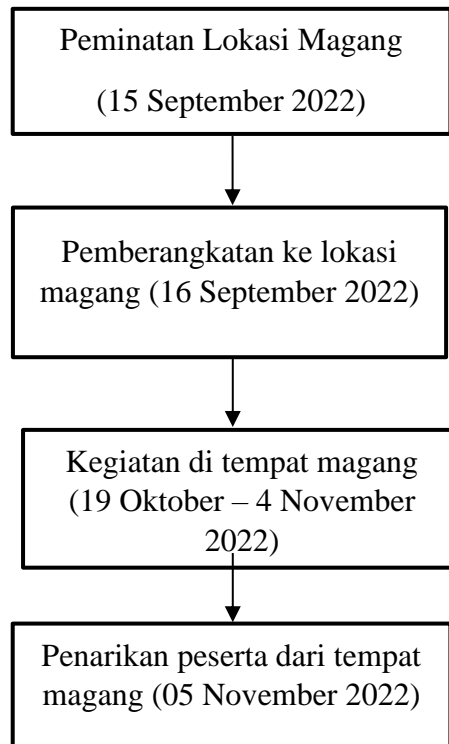 Peminatan Lokasi Magang
(15 September 2022)
Pemberangkatan ke lokasi
magang (16 September 2022)
Kegiatan di tempat magang
(19 Oktober – 4 November
2022)
Penarikan peserta dari tempat
magang (05 November 2022)